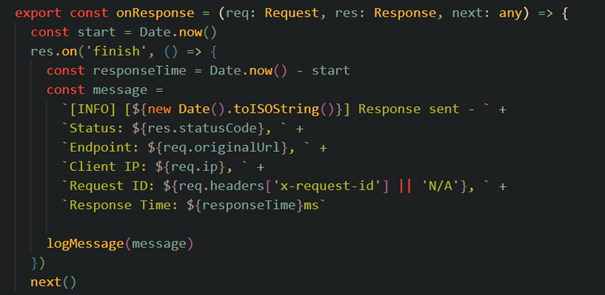 export const onResponse = (req: Request, res: Response, next: any) => {
  const start = Date.now()
  res.on('finish', () => {
    const responseTime = Date.now() - start
    const message =
      `[INFO] [${new Date().toISOString()}] Response sent - ` +
      `Status: ${res.statusCode}, ` +
      `Endpoint: ${req.originalUrl}, ` +
      `Client IP: ${req.ip}, ` +
      `Request ID: ${req.headers['x-request-id'] || 'N/A'}, ` +
      `Response Time: ${responseTime}ms`

    logMessage(message)
  })
  next()